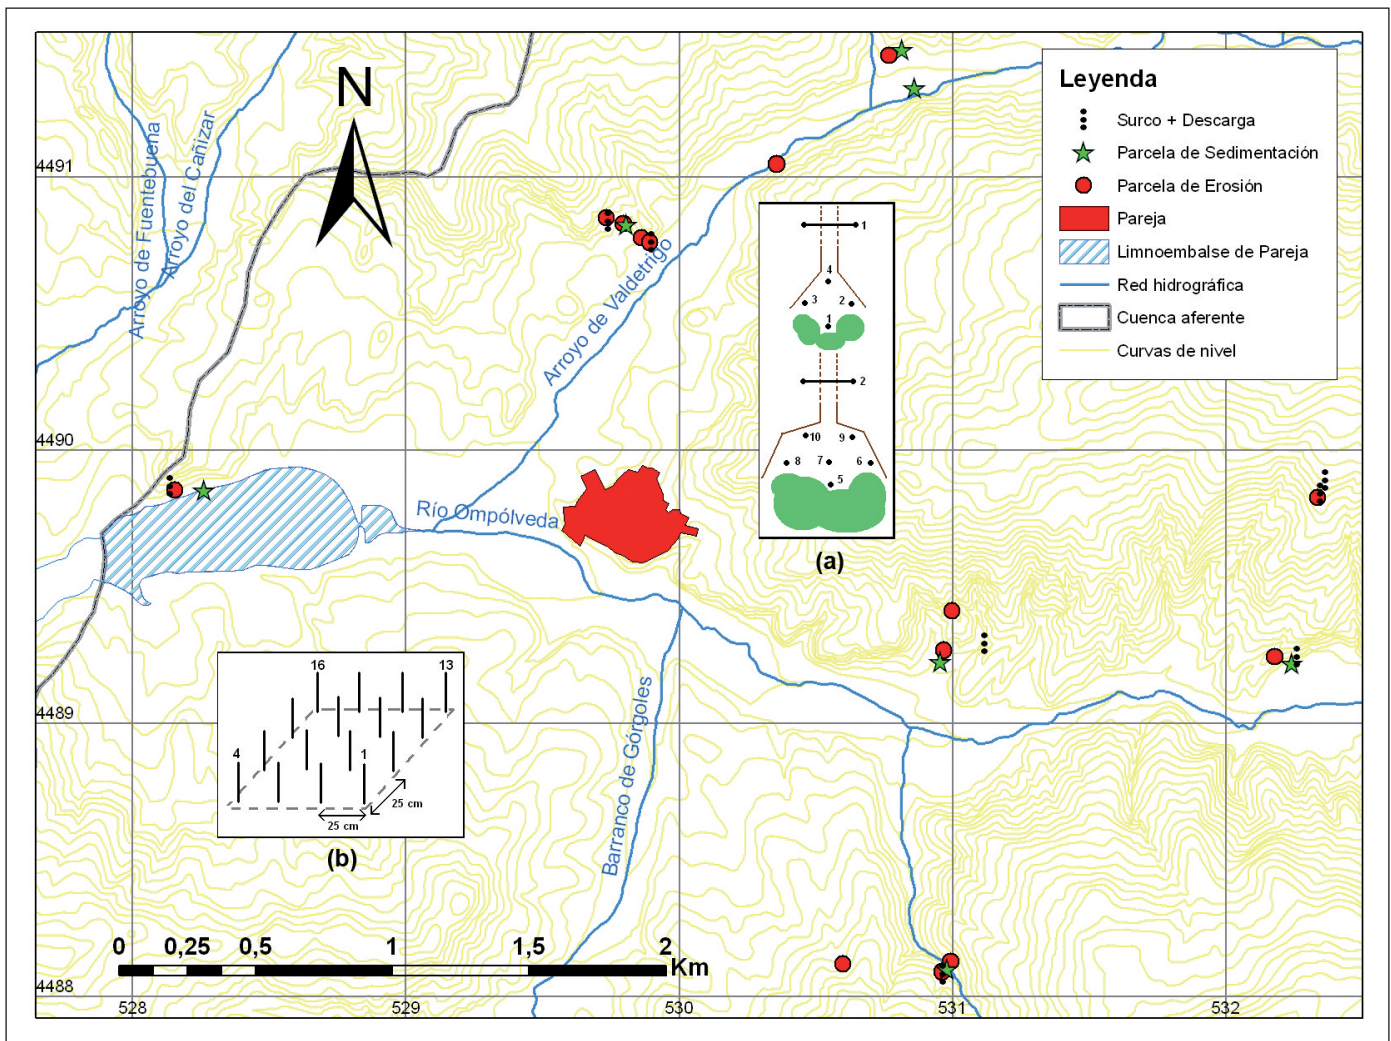 N
Arroyo de Fuentebuena
Arroyo del Cañizar
Arroyo de Valdetrigo
Río Ompólveda
Barranco de Górgoles
4491
4490
4489
4488
528
529
530
531
532
Leyenda
Surco + Descarga
Parcela de Sedimentación
Parcela de Erosión
Pareja
Limnoembalse de Pareja
Red hidrográfica
Cuenca aferente
Curvas de nivel
1
4
3 2
1
2
10 9
8 7 6
5
(a)
16 13
4 1
25 cm
25 cm
(b)
0 0,25 0,5 1 1,5 2
Km